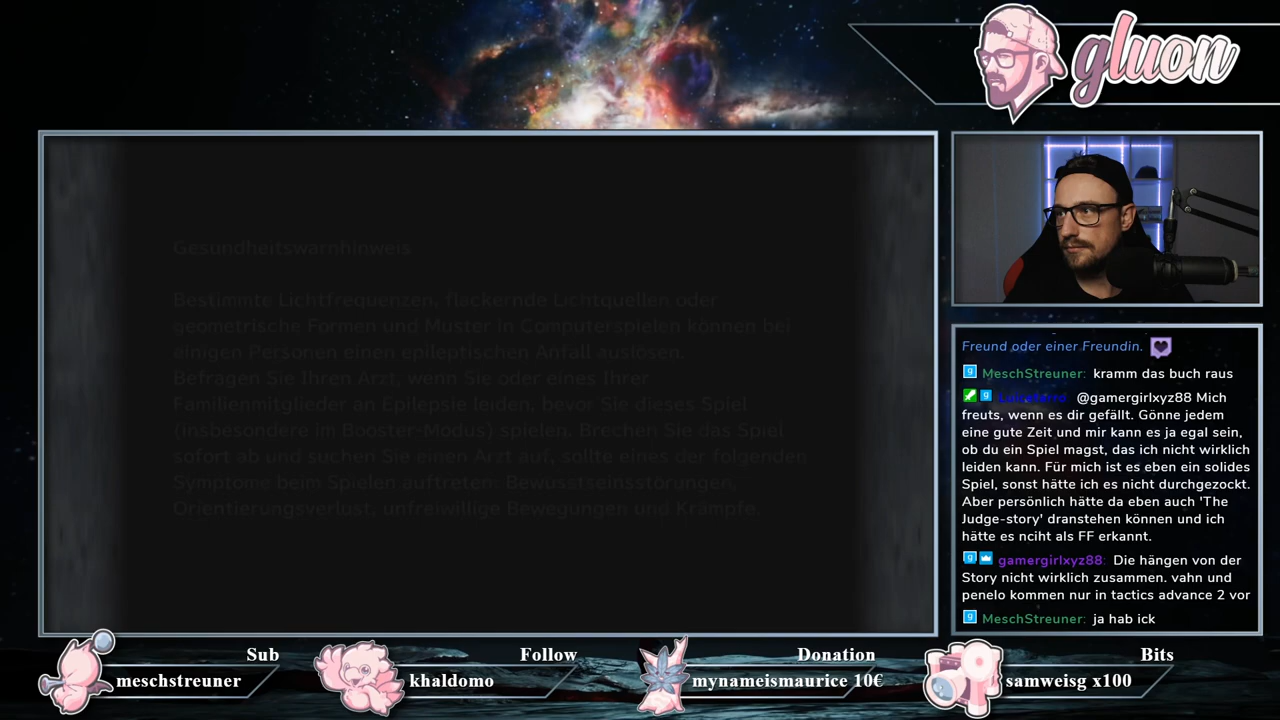 gluon
Gesundheitswarnhinweis
Bestimmte Lichtfrequenzen, flackernde Lichtquellen oder
geometrische Formen und Muster in Computerspielen können bei
einigen Personen einen epileptischen Anfall auslösen.
Befragen Sie Ihren Arzt, wenn Sie oder eines Ihrer
Familienmitglieder an Epilepsie leiden, bevor Sie dieses Spiel
(insbesondere im Booster-Modus) spielen. Brechen Sie das Spiel
sofort ab und suchen Sie einen Arzt auf, sollte eines der folgenden
Symptome beim Spielen auftreten: Bewusstseinsstörungen,
Orientierungsverlust, unfreiwillige Bewegungen und Krämpfe.
Freund oder einer Freundin.
MeschStreuner: kramm das buch raus
@gamergirlxyz88 Mich
freuts, wenn es dir gefällt. Gönne jedem
eine gute Zeit und mir kann es ja egal sein,
ob du ein Spiel magst, das ich nicht wirklich
leiden kann. Für mich ist es eben ein solides
Spiel, sonst hätte ich es nicht durchgezockt.
Aber persönlich hätte da eben auch 'The
Judge-story' dranstehen können und ich
hätte es nciht als FF erkannt.
gamergirlxyz88: Die hängen von der
Story nicht wirklich zusammen. vahn und
penelo kommen nur in tactics advance 2 vor
MeschStreuner: ja hab ick
Sub
meschstreuner
Follow
khaldomo
Donation
mynameismaurice 10€
Bits
samweisg x100